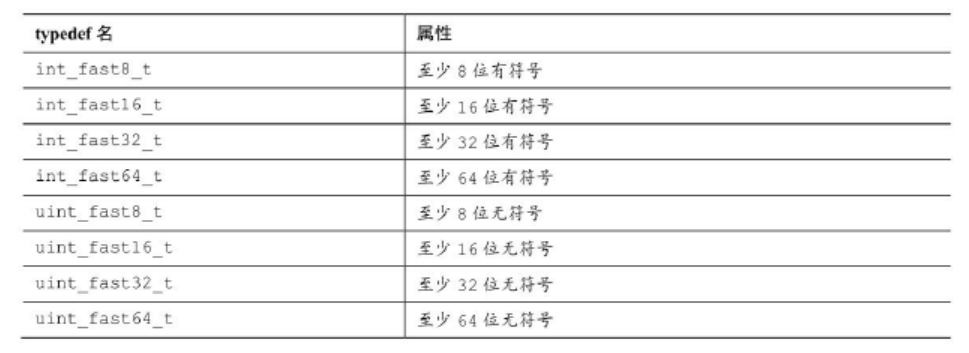 typedef 名 属性
int_fast8_t 至少 8 位有符号
int_fast16_t 至少 16 位有符号
int_fast32_t 至少 32 位有符号
int_fast64_t 至少 64 位有符号
uint_fast8_t 至少 8 位无符号
uint_fast16_t 至少 16 位无符号
uint_fast32_t 至少 32 位无符号
uint_fast64_t 至少 64 位无符号